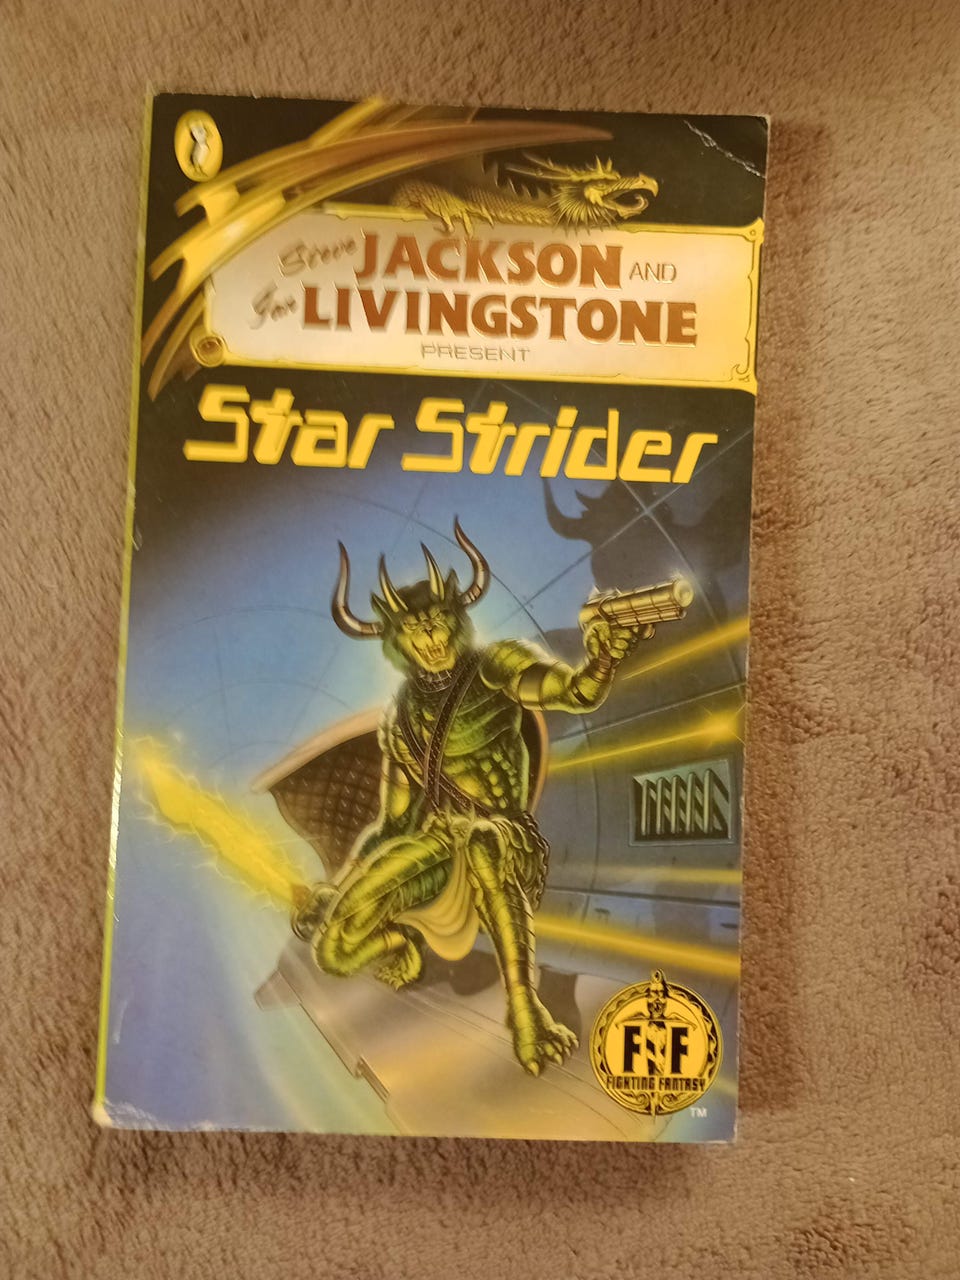 Steve JACKSON AND
Ian LIVINGSTONE
PRESENT
Star Strider
FF
FIGHTING FANTASY
TM